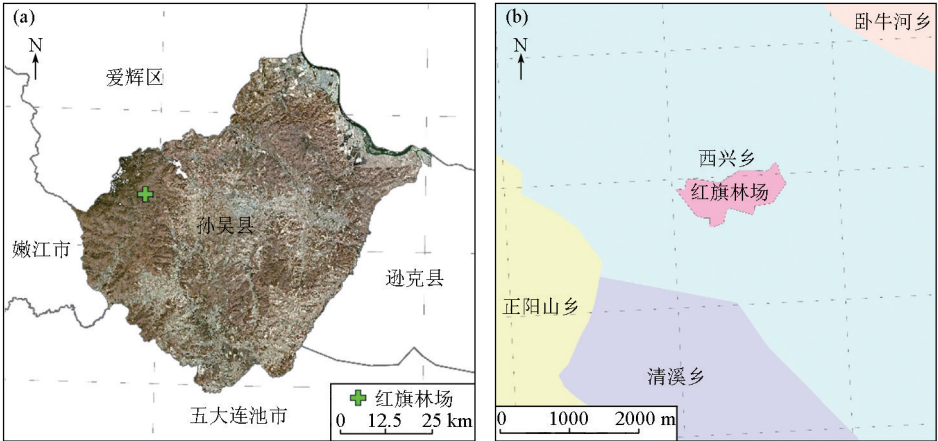 (a)
N
爱辉区
嫩江市
孙吴县
逊克县
五大连池市
红旗林场
0 12.5 25 km
(b)
N
卧牛河乡
西兴乡
红旗林场
正阳山乡
清溪乡
0 1000 2000 m